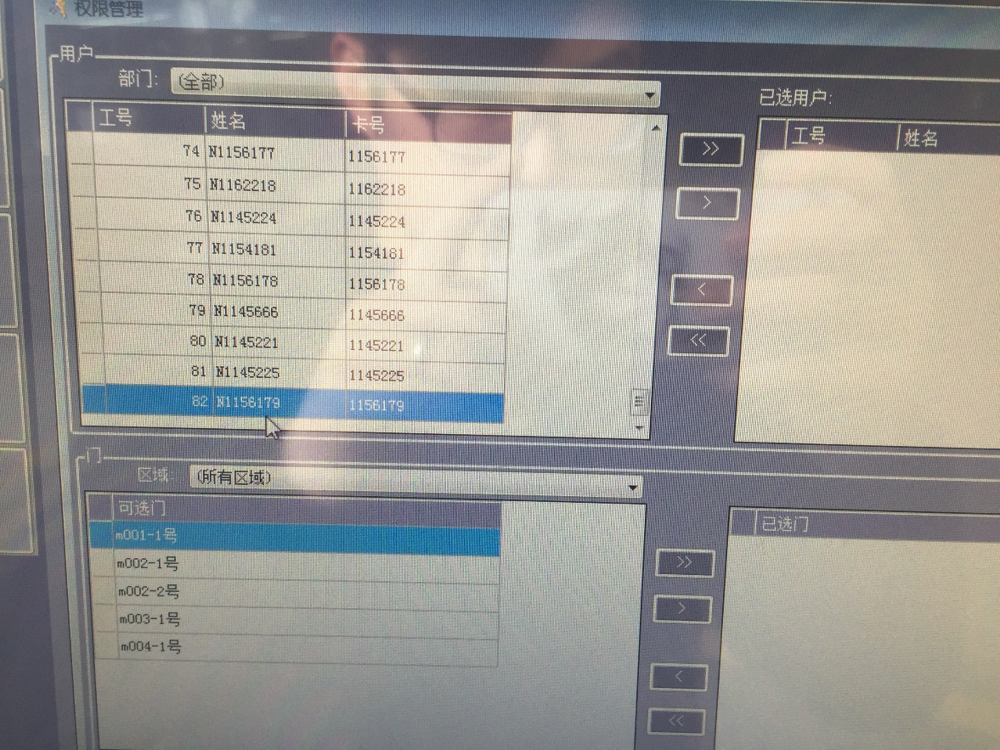 权限管理
用户
部门: (全部)
已选用户:
工号 姓名 卡号
工号 姓名
74 N1156177 1156177
75 N1162218 1162218
76 N1145224 1145224
77 N1154181 1154181
78 N1156178 1156178
79 N1145666 1145666
80 N1145221 1145221
81 N1145225 1145225
82 N1156179 1156179
>>
>
<
<<
门
区域: (所有区域)
可选门
已选门
m001-1号
m002-1号
m002-2号
m003-1号
m004-1号
>>
>
<
<<